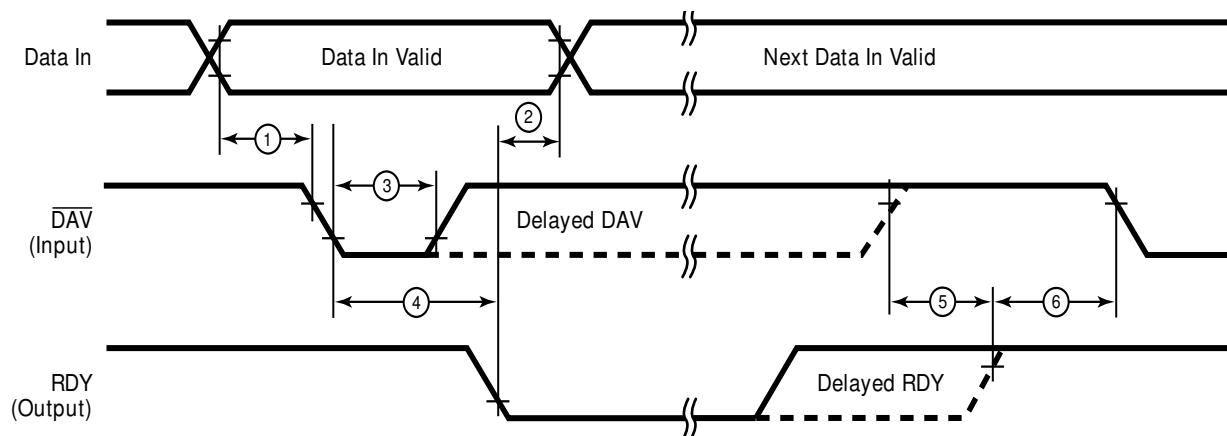 Data In
Data In Valid
Next Data In Valid
1
2
3
D̅A̅V̅
(Input)
Delayed DAV
4
5
6
RDY
(Output)
Delayed RDY